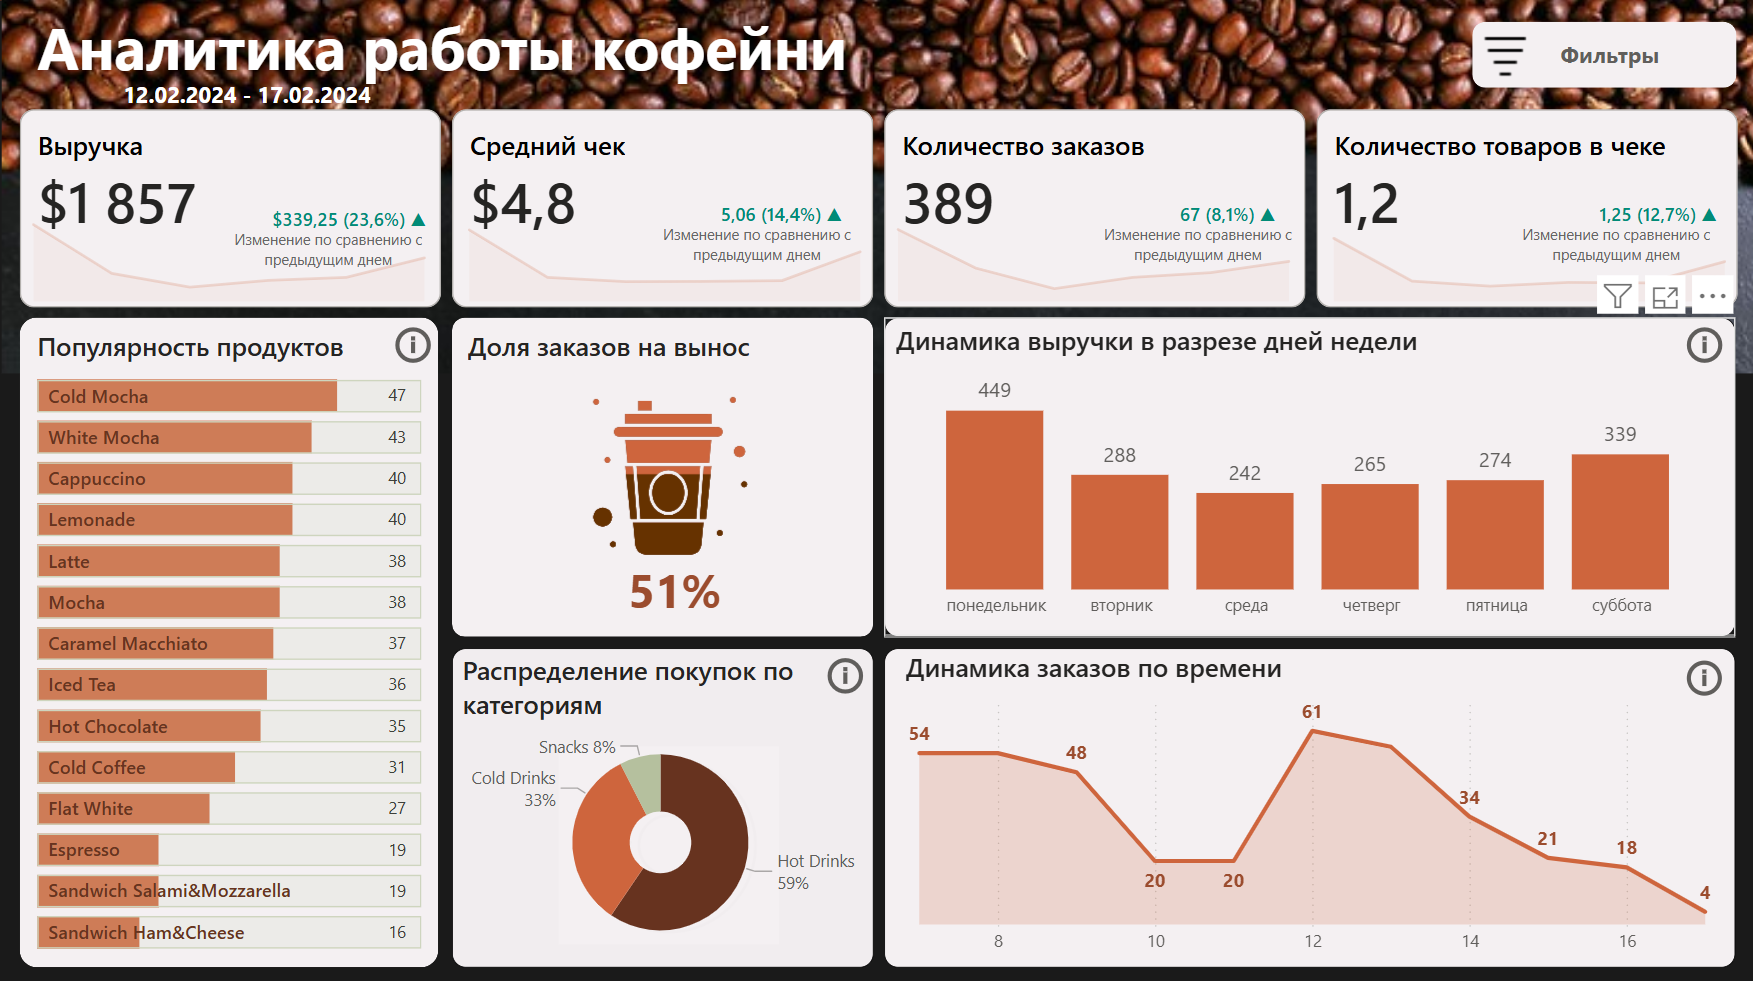 Аналитика работы кофейни
12.02.2024 - 17.02.2024
Фильтры
Выручка
$1 857
$339,25 (23,6%) ▲
Изменение по сравнению с
предыдущим днем
Средний чек
$4,8
5,06 (14,4%) ▲
Изменение по сравнению с
предыдущим днем
Количество заказов
389
67 (8,1%) ▲
Изменение по сравнению с
предыдущим днем
Количество товаров в чеке
1,2
1,25 (12,7%) ▲
Изменение по сравнению с
предыдущим днем
Популярность продуктов
Cold Mocha 47
White Mocha 43
Cappuccino 40
Lemonade 40
Latte 38
Mocha 38
Caramel Macchiato 37
Iced Tea 36
Hot Chocolate 35
Cold Coffee 31
Flat White 27
Espresso 19
Sandwich Salami&Mozzarella 19
Sandwich Ham&Cheese 16
Доля заказов на вынос
51%
Динамика выручки в разрезе дней недели
449 288 242 265 274 339
понедельник вторник среда четверг пятница суббота
Распределение покупок по
категориям
Snacks 8%
Cold Drinks
33%
Hot Drinks
59%
Динамика заказов по времени
54 48 20 20 61 34 21 18 4
8 10 12 14 16